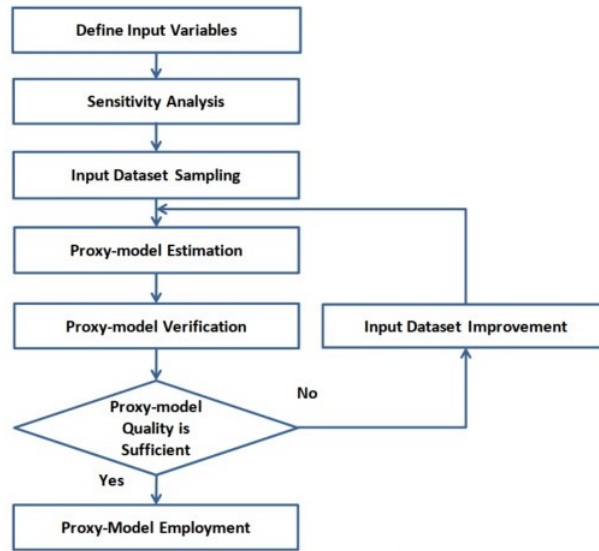 Define Input Variables
Sensitivity Analysis
Input Dataset Sampling
Proxy-model Estimation
Proxy-model Verification
Input Dataset Improvement
Proxy-model
Quality is
Sufficient
No
Yes
Proxy-Model Employment